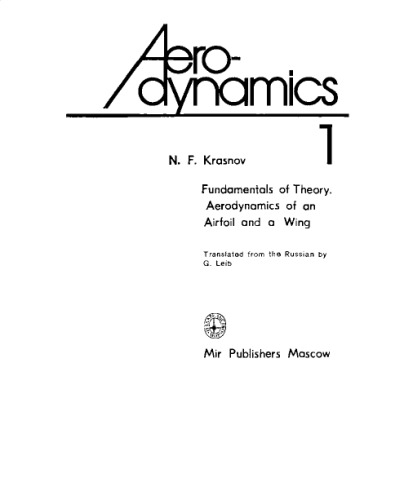 Aero-
dynamics
1
N. F. Krasnov
Fundamentals of Theory.
Aerodynamics of an
Airfoil and a Wing
Translated from the Russian by
G. Leib
Mir Publishers Moscow